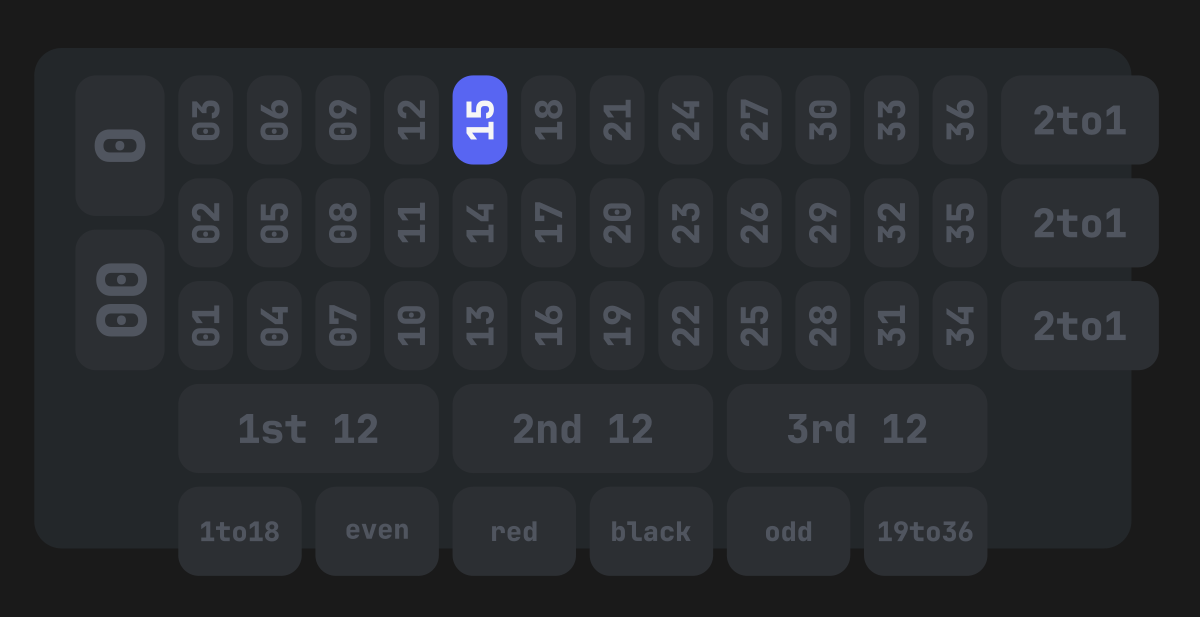 0 03 06 09 12 15 18 21 24 27 30 33 36 2to1
00 02 05 08 11 14 17 20 23 26 29 32 35 2to1
01 04 07 10 13 16 19 22 25 28 31 34 2to1
1st 12 2nd 12 3rd 12
1to18 even red black odd 19to36